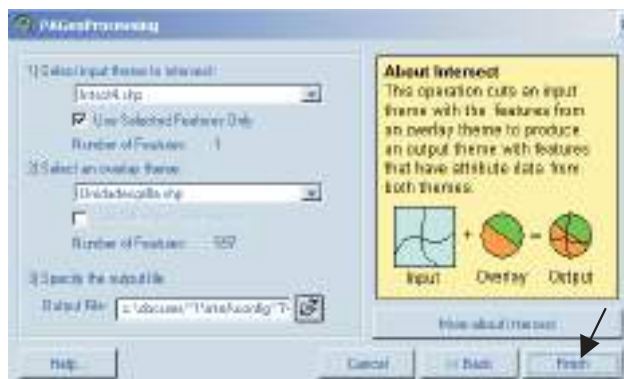 GeoProcessing
1) Select input theme to intersect:
Use Selected Features Only
Number of Features: 1
2) Select an overlay theme:
Number of Features:
3) Specify the output file
Output File:
Help...
Cancel
<< Back
Finish
About Intersect
This operation cuts an input
theme with the features from
an overlay theme to produce
an output theme with features
that have attribute data from
both themes.
Input Overlay Output
More about Intersect